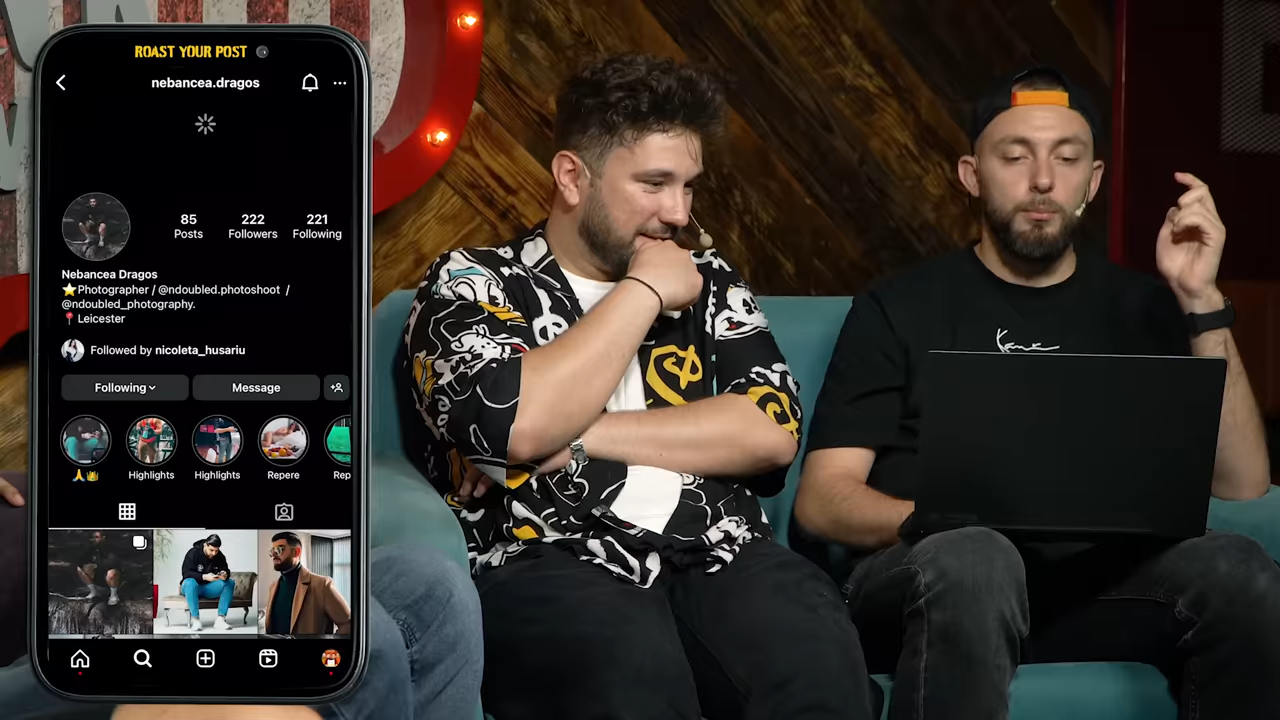 ROAST YOUR POST
nebancea.dragos
85
222
221
Posts
Followers
Following
Nebancea Dragos
⭐Photographer / @ndoubled.photoshoot /
@ndoubled_photography.
📍Leicester
Followed by nicoleta_husariu
Following
Message
🙏👑
Highlights
Highlights
Repere
Rep